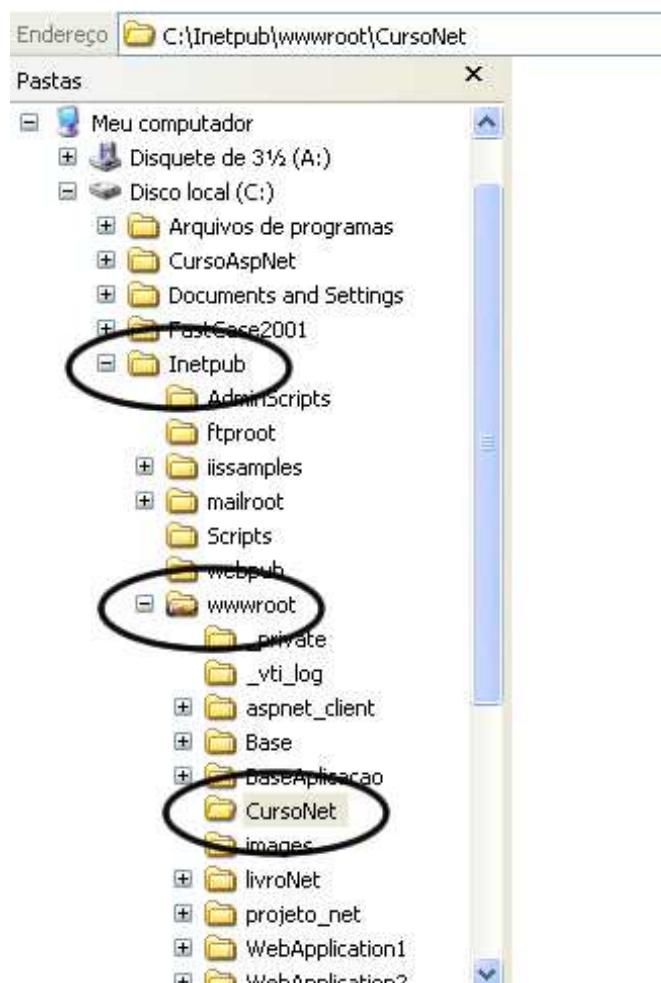 Endereço C:\Inetpub\wwwroot\CursoNet
Pastas
Meu computador
Disquete de 3½ (A:)
Disco local (C:)
Arquivos de programas
CursoAspNet
Documents and Settings
FastCase2001
Inetpub
AdminScripts
ftproot
iissamples
mailroot
Scripts
webpub
wwwroot
_private
_vti_log
aspnet_client
Base
BaseAplicacao
CursoNet
images
livroNet
projeto_net
WebApplication1
WebApplication2